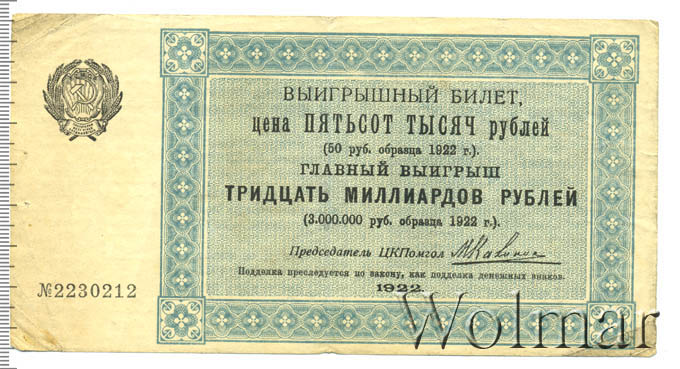 ВЫИГРЫШНЫЙ БИЛЕТ,
цена ПЯТЬСОТ ТЫСЯЧ рублей
(50 руб. образца 1922 г.).
ГЛАВНЫЙ ВЫИГРЫШ
ТРИДЦАТЬ МИЛЛИАРДОВ РУБЛЕЙ
(3.000.000 руб. образца 1922 г.).
Председатель ЦКПомгол
Подделка преследуется по закону, как подделка денежных знаков.
1922.
№2230212
Wolmar